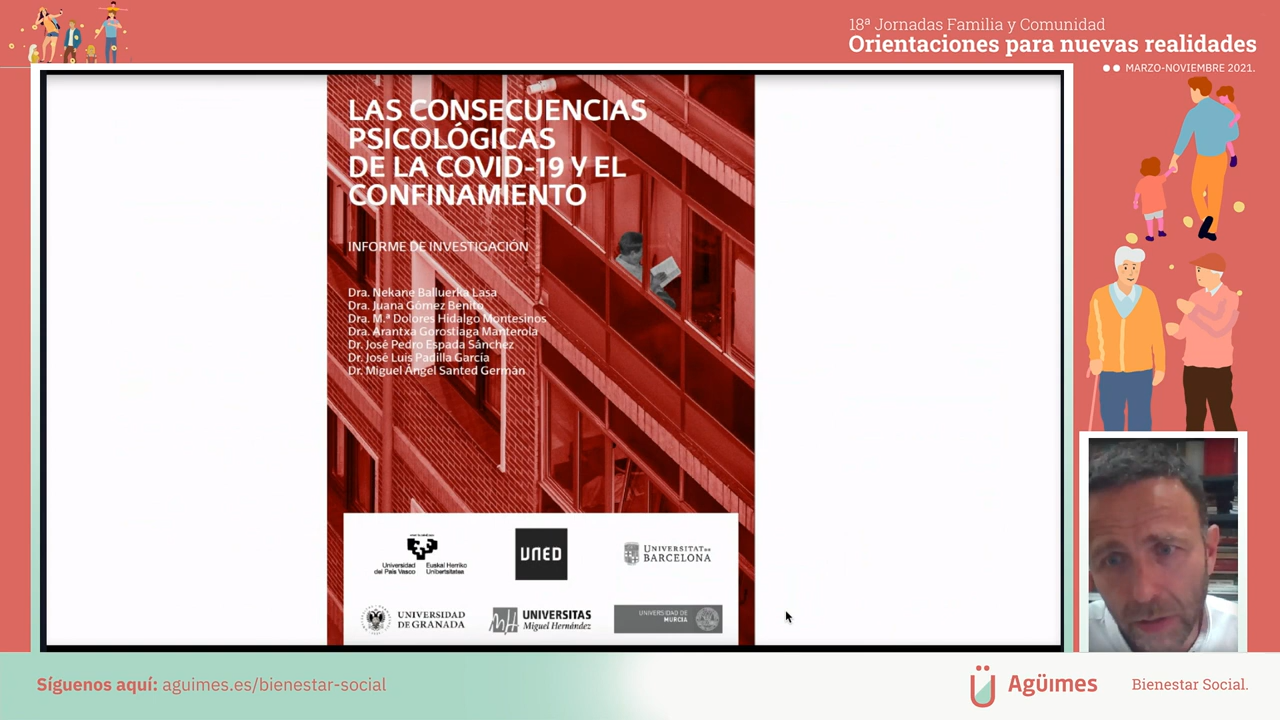 18ª Jornadas Familia y Comunidad
Orientaciones para nuevas realidades
MARZO-NOVIEMBRE 2021.
LAS CONSECUENCIAS
PSICOLÓGICAS
DE LA COVID-19 Y EL
CONFINAMIENTO
INFORME DE INVESTIGACIÓN
Dra. Nekane Balluerka Lasa
Dra. Juana Gómez Benito
Dra. M.ª Dolores Hidalgo Montesinos
Dra. Arantxa Gorostiaga Manterola
Dr. José Pedro Espada Sánchez
Dr. José Luis Padilla García
Dr. Miguel Ángel Santed Germán
Universidad del País Vasco
Euskal Herriko Unibertsitatea
UNED
UNIVERSITAT DE
BARCELONA
UNIVERSIDAD
DE GRANADA
UNIVERSITAS
Miguel Hernández
UNIVERSIDAD DE
MURCIA
Síguenos aquí: aguimes.es/bienestar-social
Agüimes
Bienestar Social.